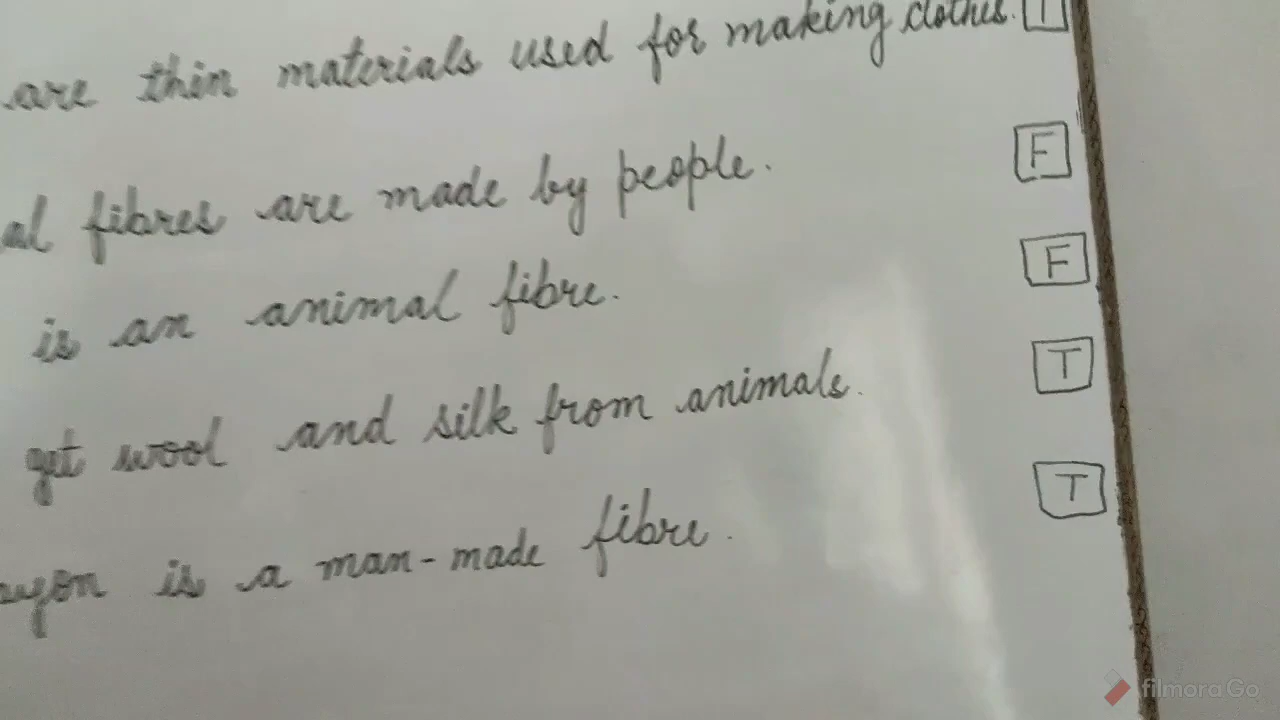 are thin materials used for making clothes. T
al fibres are made by people. F
is an animal fibre. F
get wool and silk from animals. T
ayon is a man-made fibre. T
filmora Go